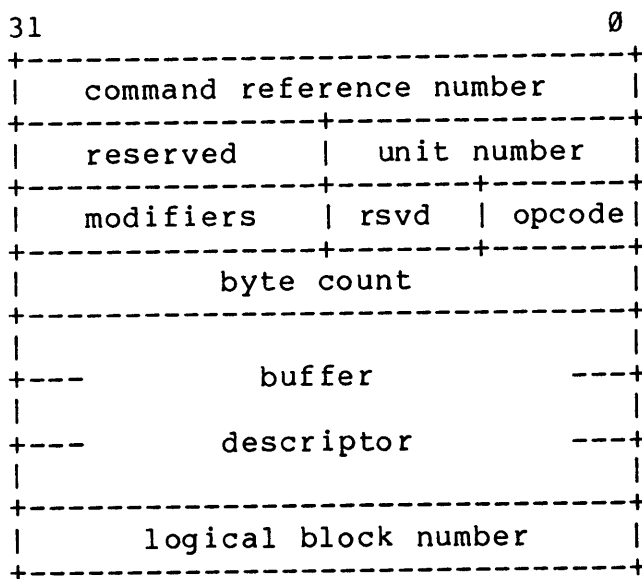 31 0
command reference number
reserved | unit number
modifiers | rsvd | opcode
byte count
buffer
descriptor
logical block number